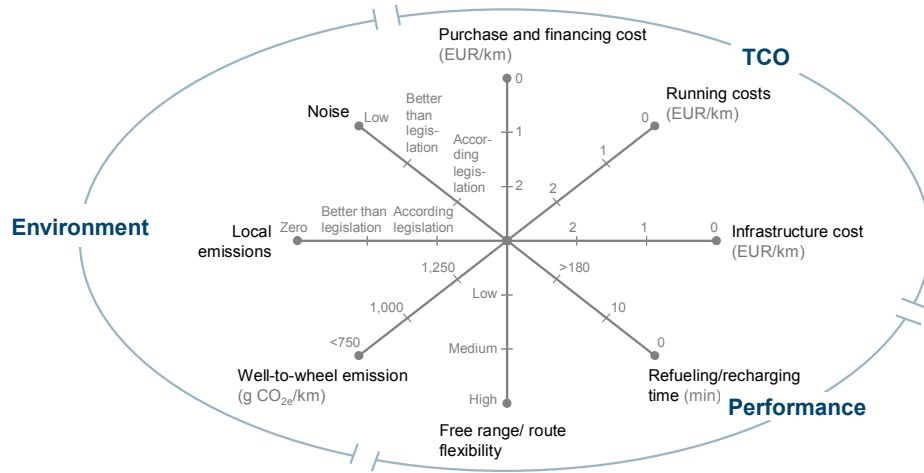 Purchase and financing cost
(EUR/km)
TCO
0
Running costs
(EUR/km)
0
Noise
Low
Better
than
legis-
lation
1
1
Accor-
ding
legis-
lation
2
2
Environment
Local
emissions
Zero
Better than
legislation
According
legislation
2
1
0
Infrastructure cost
(EUR/km)
1,250
>180
Low
1,000
10
<750
Medium
0
Well-to-wheel emission
(g CO2e/km)
High
Refueling/recharging
time (min)
Performance
Free range/ route
flexibility